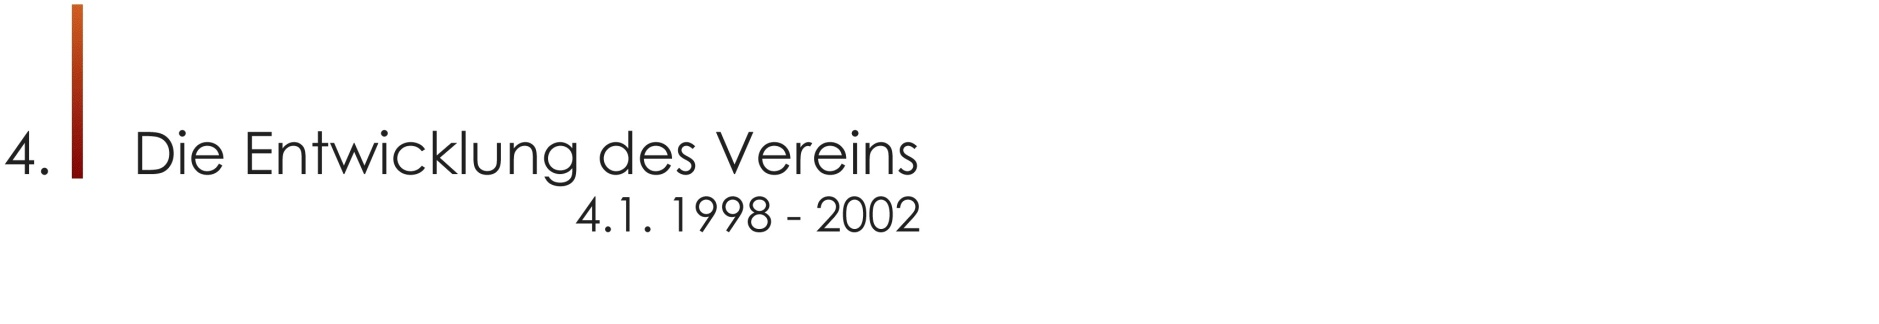 4. Die Entwicklung des Vereins
4.1. 1998 - 2002